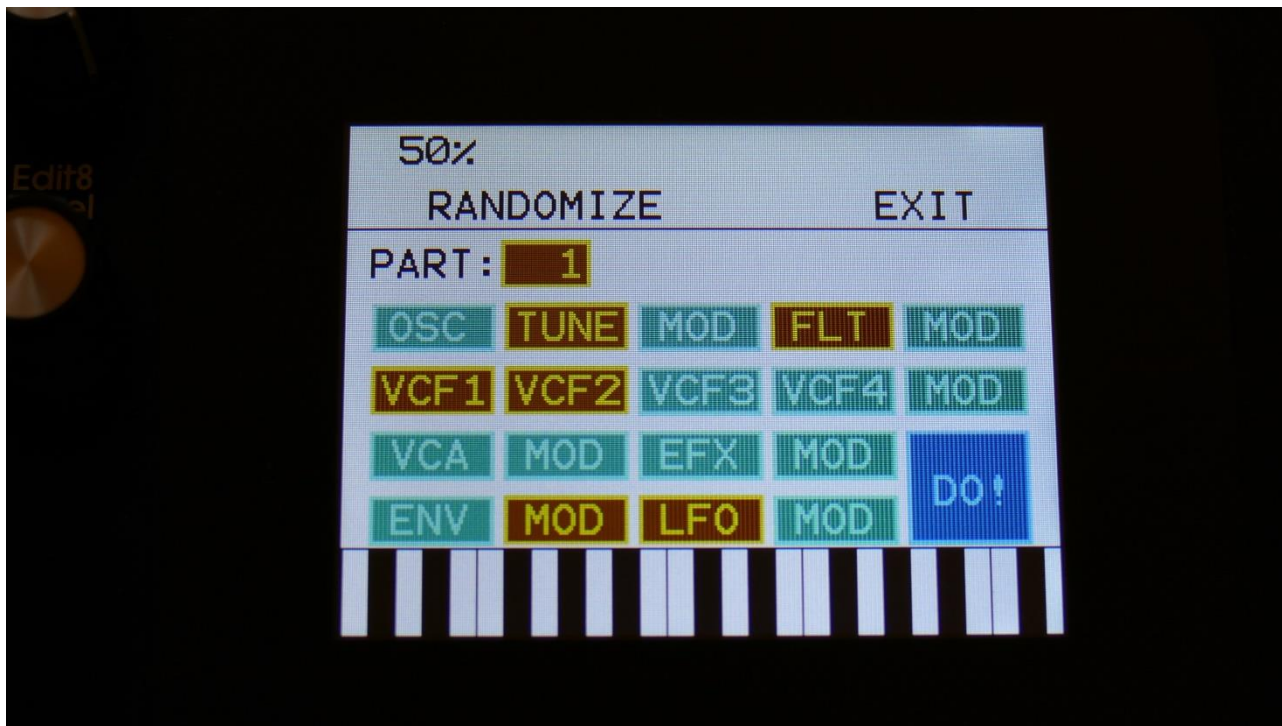 Edit8
50%
RANDOMIZE EXIT
PART: 1
OSC TUNE MOD FLT MOD
VCF1 VCF2 VCF3 VCF4 MOD
VCA MOD EFX MOD
DO!
ENV MOD LFO MOD